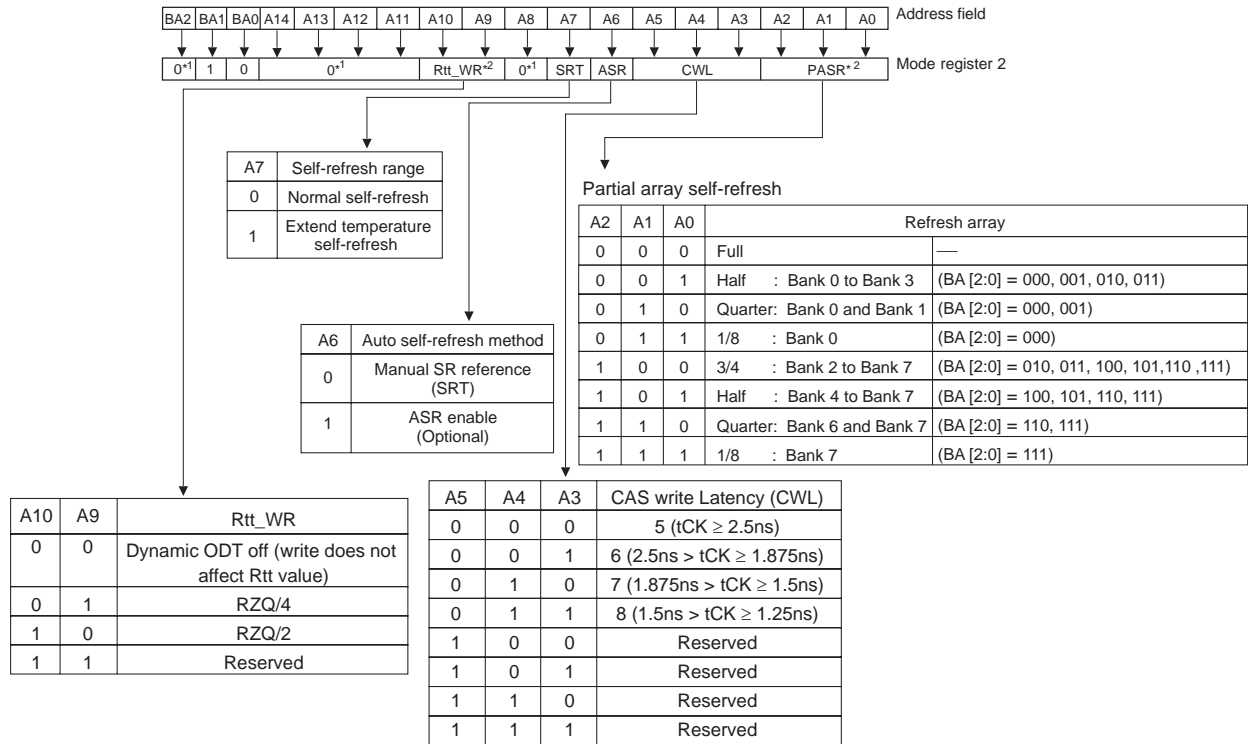 BA2 BA1 BA0 A14 A13 A12 A11 A10 A9 A8 A7 A6 A5 A4 A3 A2 A1 A0 Address field
0*1 1 0 0*1 Rtt_WR*2 0*1 SRT ASR CWL PASR*2 Mode register 2
A7 Self-refresh range
0 Normal self-refresh
1 Extend temperature
self-refresh
Partial array self-refresh
A2 A1 A0 Refresh array
0 0 0 Full —
0 0 1 Half : Bank 0 to Bank 3 (BA [2:0] = 000, 001, 010, 011)
0 1 0 Quarter: Bank 0 and Bank 1 (BA [2:0] = 000, 001)
0 1 1 1/8 : Bank 0 (BA [2:0] = 000)
1 0 0 3/4 : Bank 2 to Bank 7 (BA [2:0] = 010, 011, 100, 101,110 ,111)
1 0 1 Half : Bank 4 to Bank 7 (BA [2:0] = 100, 101, 110, 111)
1 1 0 Quarter: Bank 6 and Bank 7 (BA [2:0] = 110, 111)
1 1 1 1/8 : Bank 7 (BA [2:0] = 111)
A6 Auto self-refresh method
0 Manual SR reference
(SRT)
1 ASR enable
(Optional)
A10 A9 Rtt_WR
0 0 Dynamic ODT off (write does not
affect Rtt value)
0 1 RZQ/4
1 0 RZQ/2
1 1 Reserved
A5 A4 A3 CAS write Latency (CWL)
0 0 0 5 (tCK ≥ 2.5ns)
0 0 1 6 (2.5ns > tCK ≥ 1.875ns)
0 1 0 7 (1.875ns > tCK ≥ 1.5ns)
0 1 1 8 (1.5ns > tCK ≥ 1.25ns)
1 0 0 Reserved
1 0 1 Reserved
1 1 0 Reserved
1 1 1 Reserved